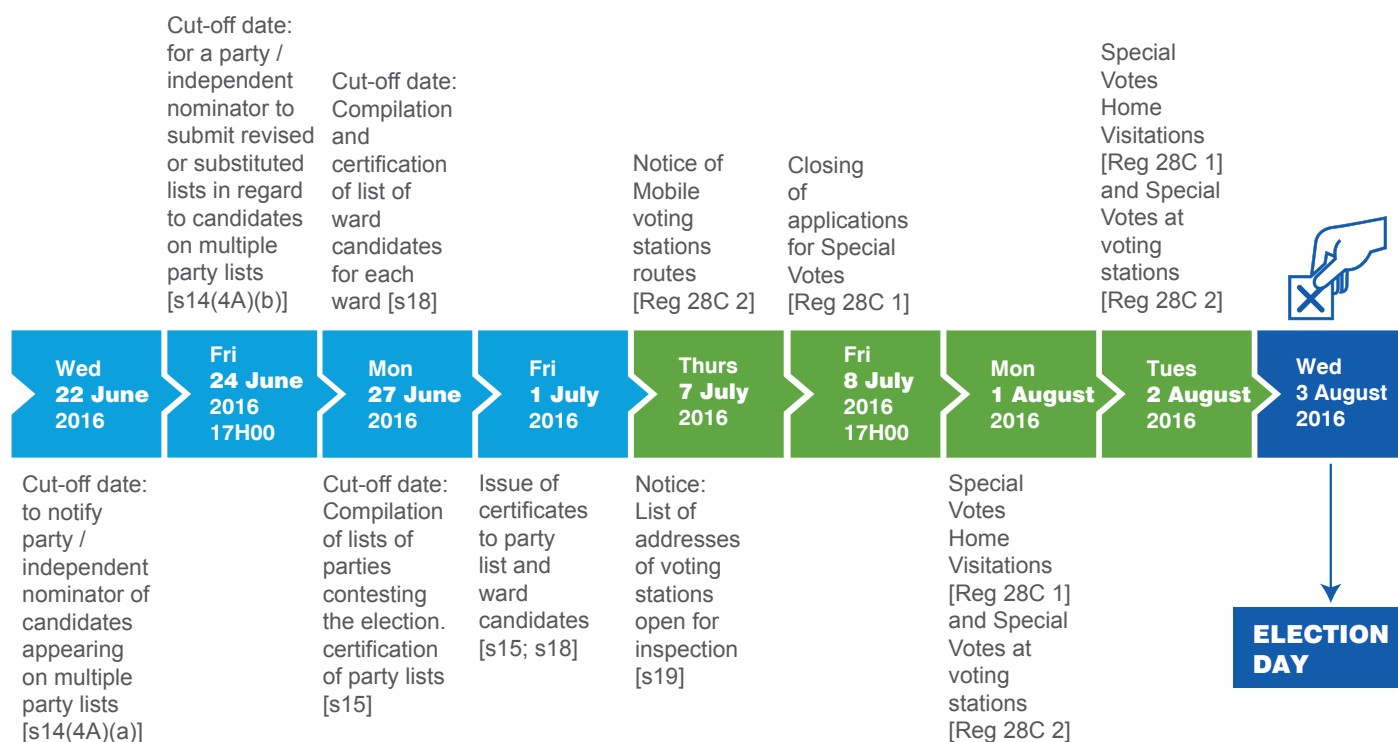 Cut-off date:
for a party /
independent
nominator to
submit revised
or substituted
lists in regard
to candidates
on multiple
party lists
[s14(4A)(b)]
Cut-off date:
Compilation
and
certification
of list of
ward
candidates
for each
ward [s18]
Notice of
Mobile
voting
stations
routes
[Reg 28C 2]
Closing
of
applications
for Special
Votes
[Reg 28C 1]
Special
Votes
Home
Visitations
[Reg 28C 1]
and Special
Votes at
voting
stations
[Reg 28C 2]
Wed
22 June
2016
Fri
24 June
2016
17H00
Mon
27 June
2016
Fri
1 July
2016
Thurs
7 July
2016
Fri
8 July
2016
17H00
Mon
1 August
2016
Tues
2 August
2016
Wed
3 August
2016
Cut-off date:
to notify
party /
independent
nominator of
candidates
appearing
on multiple
party lists
[s14(4A)(a)]
Cut-off date:
Compilation
of lists of
parties
contesting
the election.
certification
of party lists
[s15]
Issue of
certificates
to party
list and
ward
candidates
[s15; s18]
Notice:
List of
addresses
of voting
stations
open for
inspection
[s19]
Special
Votes
Home
Visitations
[Reg 28C 1]
and Special
Votes at
voting
stations
[Reg 28C 2]
ELECTION
DAY